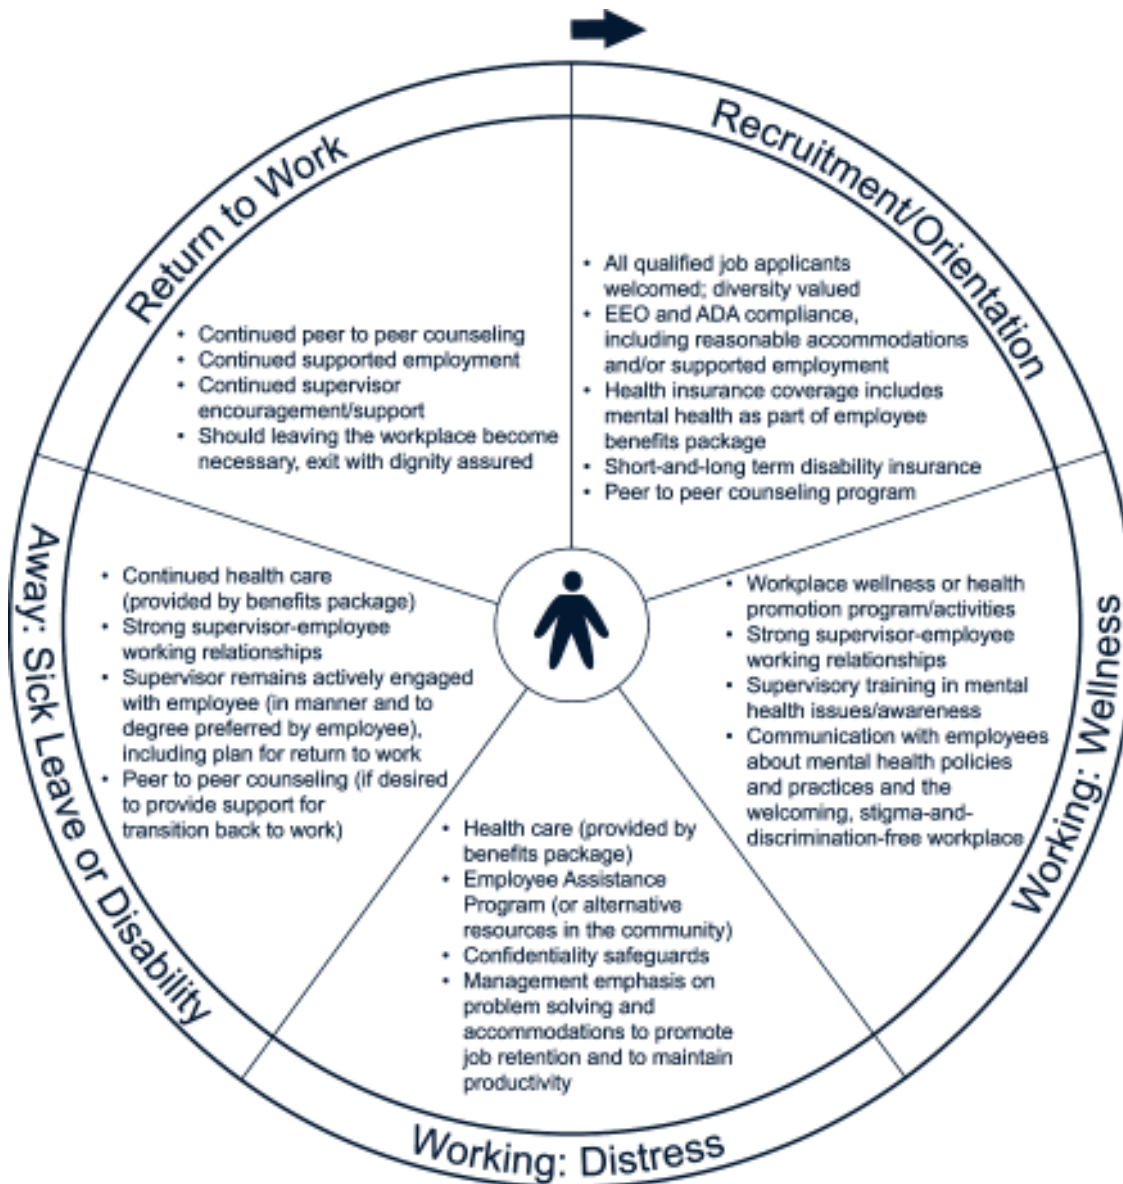 Recruitment/Orientation
• All qualified job applicants
welcomed; diversity valued
• EEO and ADA compliance,
including reasonable accommodations
and/or supported employment
• Health insurance coverage includes
mental health as part of employee
benefits package
• Short-and-long term disability insurance
• Peer to peer counseling program
Working: Wellness
• Workplace wellness or health
promotion program/activities
• Strong supervisor-employee
working relationships
• Supervisory training in mental
health issues/awareness
• Communication with employees
about mental health policies
and practices and the
welcoming, stigma-and-
discrimination-free workplace
Working: Distress
• Health care (provided by
benefits package)
• Employee Assistance
Program (or alternative
resources in the community)
• Confidentiality safeguards
• Management emphasis on
problem solving and
accommodations to promote
job retention and to maintain
productivity
Away: Sick Leave or Disability
• Continued health care
(provided by benefits package)
• Strong supervisor-employee
working relationships
• Supervisor remains actively engaged
with employee (in manner and to
degree preferred by employee),
including plan for return to work
• Peer to peer counseling (if desired
to provide support for
transition back to work)
Return to Work
• Continued peer to peer counseling
• Continued supported employment
• Continued supervisor
encouragement/support
• Should leaving the workplace become
necessary, exit with dignity assured